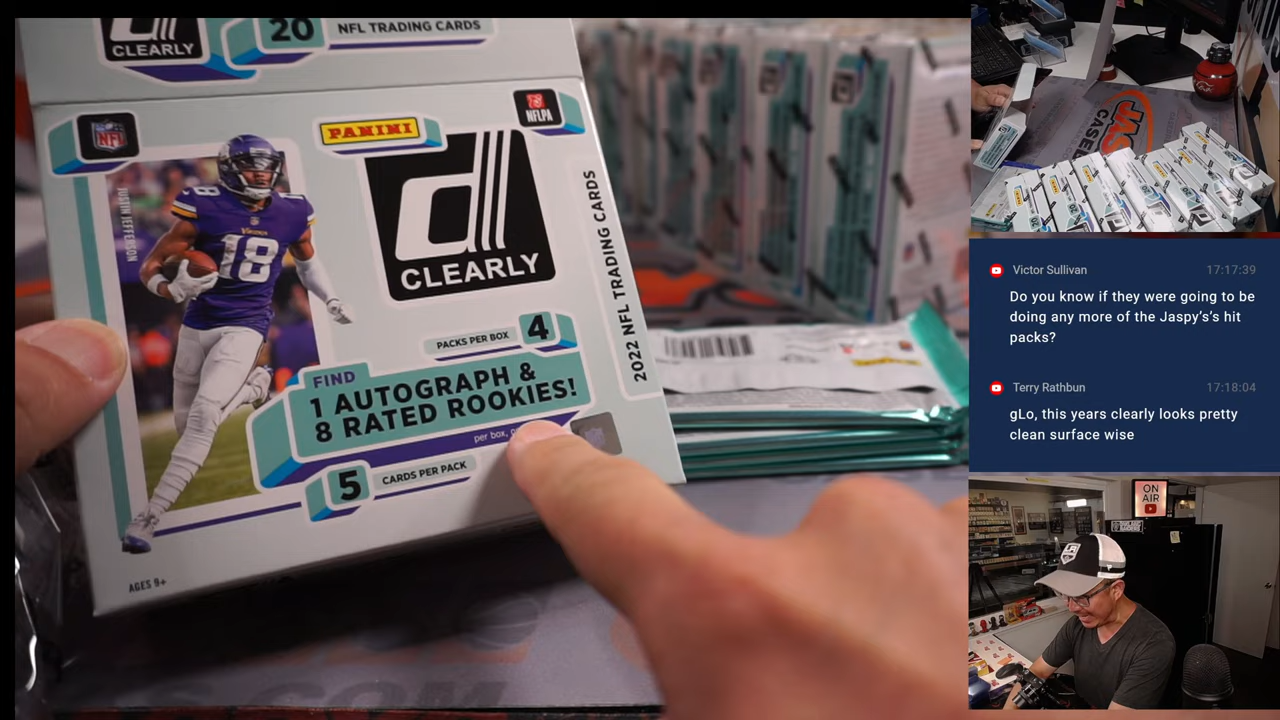 CLEARLY
20
NFL TRADING CARDS
NFL
PANINI
NFLPA
JUSTIN JEFFERSON
18
18
VIKINGS
d
CLEARLY
2022 NFL TRADING CARDS
PACKS PER BOX 4
FIND
1 AUTOGRAPH &
8 RATED ROOKIES!
per box,
5 CARDS PER PACK
AGES 9+
Victor Sullivan 17:17:39
Do you know if they were going to be
doing any more of the Jaspy's's hit
packs?
Terry Rathbun 17:18:04
gLo, this years clearly looks pretty
clean surface wise
ON
AIR